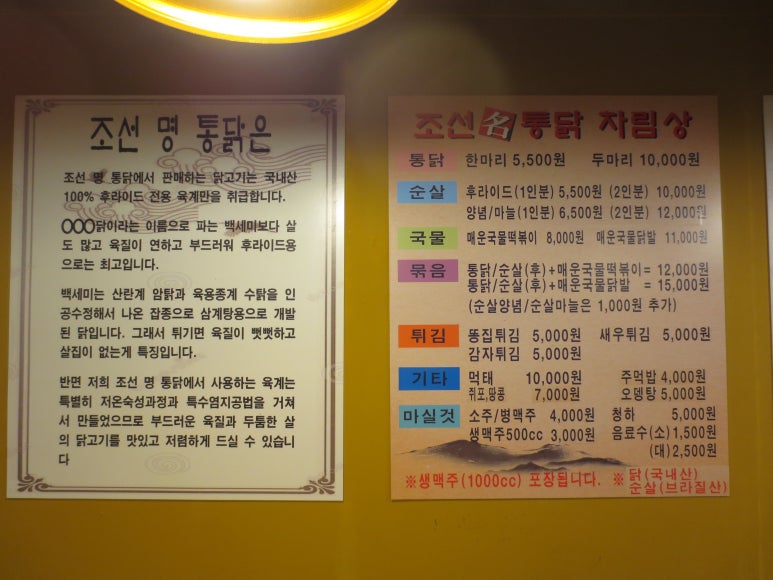 조선 명 통닭은
조선 명 통닭에서 판매하는 닭고기는 국내산
100% 후라이드 전용 육계만을 취급합니다.
○○○닭이라는 이름으로 파는 백세미보다 살
도 많고 육질이 연하고 부드러워 후라이드용
으로는 최고입니다.
백세미는 산란계 암탉과 육용종계 수탉을 인
공수정해서 나온 잡종으로 삼계탕용으로 개발
된 닭입니다. 그래서 튀기면 육질이 뻣뻣하고
살집이 없는게 특징입니다.
반면 저희 조선 명 통닭에서 사용하는 육계는
특별히 저온숙성과정과 특수염지공법을 거쳐
서 만들었으므로 부드러운 육질과 두툼한 살
의 닭고기를 맛있고 저렴하게 드실 수 있습니
다
조선 名 통닭 차림상
통닭 한마리 5,500원 두마리 10,000원
순살 후라이드(1인분) 5,500원 (2인분) 10,000원
양념/마늘(1인분) 6,500원 (2인분) 12,000원
국물 매운국물떡볶이 8,000원 매운국물닭발 11,000원
묶음 통닭/순살(후)+매운국물떡볶이= 12,000원
통닭/순살(후)+매운국물닭발 = 15,000원
(순살양념/순살마늘은 1,000원 추가)
튀김 똥집튀김 5,000원 새우튀김 5,000원
감자튀김 5,000원
기타 먹태 10,000원 주먹밥 4,000원
쥐포,땅콩 7,000원 오뎅탕 5,000원
마실것 소주/병맥주 4,000원 청하 5,000원
생맥주500cc 3,000원 음료수(소) 1,500원
(대) 2,500원
※생맥주(1000cc) 포장됩니다. ※ 닭(국내산)
순살(브라질산)